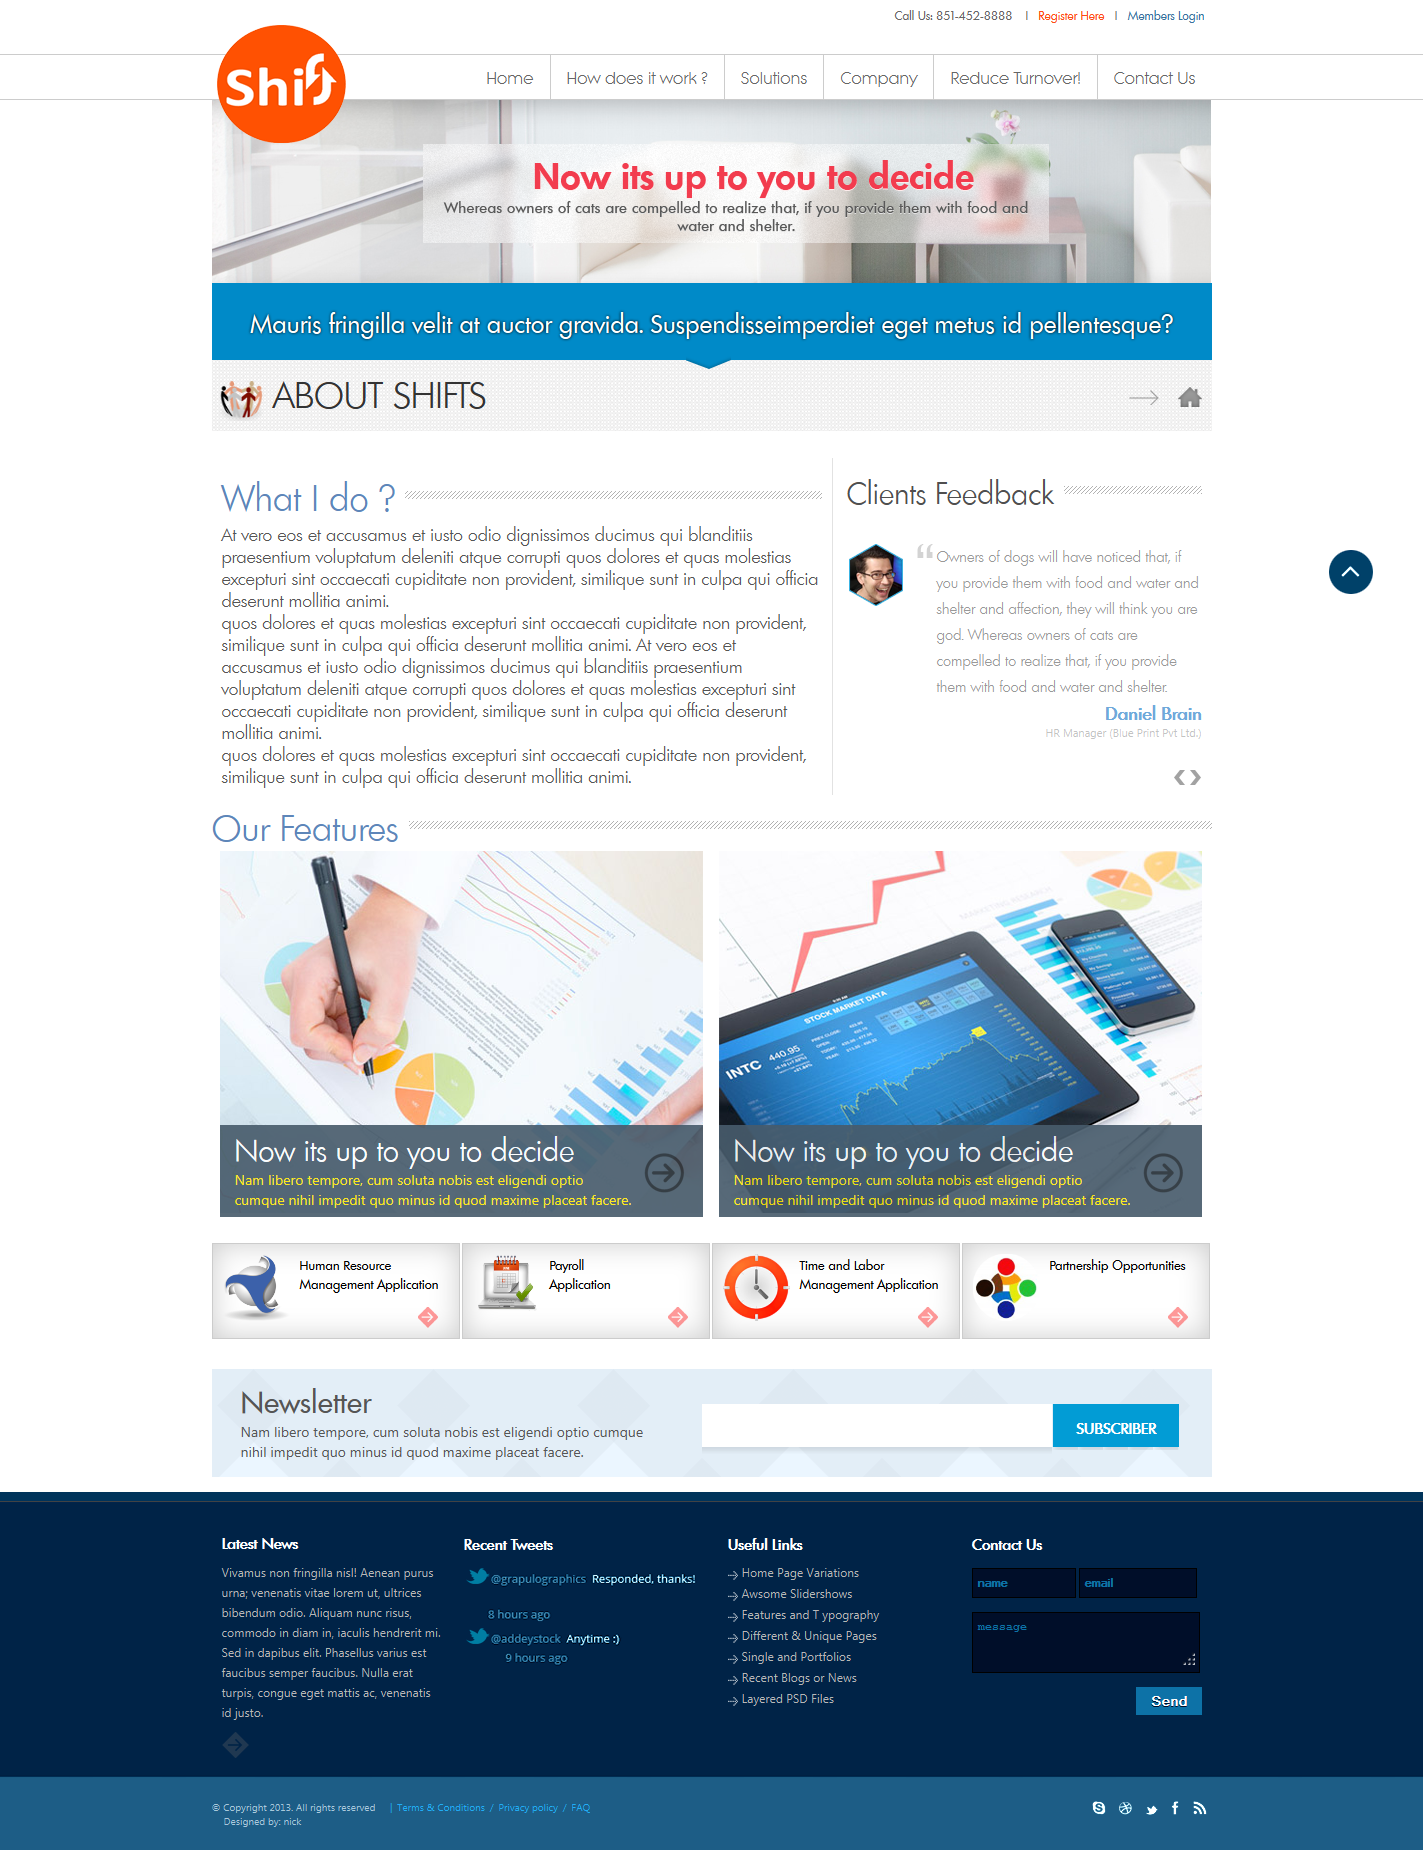 Call Us: 851-452-8888 | Register Here | Members Login
Shift
Home
How does it work ?
Solutions
Company
Reduce Turnover!
Contact Us
Now its up to you to decide
Whereas owners of cats are compelled to realize that, if you provide them with food and
water and shelter.
Mauris fringilla velit at auctor gravida. Suspendisseimperdiet eget metus id pellentesque?
ABOUT SHIFTS
What I do ?
At vero eos et accusamus et iusto odio dignissimos ducimus qui blanditiis
praesentium voluptatum deleniti atque corrupti quos dolores et quas molestias
excepturi sint occaecati cupiditate non provident, similique sunt in culpa qui officia
deserunt mollitia animi.
quos dolores et quas molestias excepturi sint occaecati cupiditate non provident,
similique sunt in culpa qui officia deserunt mollitia animi. At vero eos et
accusamus et iusto odio dignissimos ducimus qui blanditiis praesentium
voluptatum deleniti atque corrupti quos dolores et quas molestias excepturi sint
occaecati cupiditate non provident, similique sunt in culpa qui officia deserunt
mollitia animi.
quos dolores et quas molestias excepturi sint occaecati cupiditate non provident,
similique sunt in culpa qui officia deserunt mollitia animi.
Clients Feedback
“ Owners of dogs will have noticed that, if
you provide them with food and water and
shelter and affection, they will think you are
god. Whereas owners of cats are
compelled to realize that, if you provide
them with food and water and shelter.
Daniel Brain
HR Manager (Blue Print Pvt Ltd.)
Our Features
MARKETING RESEARCH
STOCK MARKET DATA
INTC 440.95
Now its up to you to decide
Nam libero tempore, cum soluta nobis est eligendi optio
cumque nihil impedit quo minus id quod maxime placeat facere.
Now its up to you to decide
Nam libero tempore, cum soluta nobis est eligendi optio
cumque nihil impedit quo minus id quod maxime placeat facere.
Human Resource
Management Application
Payroll
Application
Time and Labor
Management Application
Partnership Opportunities
Newsletter
Nam libero tempore, cum soluta nobis est eligendi optio cumque
nihil impedit quo minus id quod maxime placeat facere.
SUBSCRIBER
Latest News
Vivamus non fringilla nisl! Aenean purus
urna; venenatis vitae lorem ut, ultrices
bibendum odio. Aliquam nunc risus,
commodo in diam in, iaculis hendrerit mi.
Sed in dapibus elit. Phasellus varius est
faucibus semper faucibus. Nulla erat
turpis, congue eget mattis ac, venenatis
id justo.
Recent Tweets
@grapulographics Responded, thanks!
8 hours ago
@addeystock Anytime :)
9 hours ago
Useful Links
Home Page Variations
Awsome Slidershows
Features and T ypography
Different & Unique Pages
Single and Portfolios
Recent Blogs or News
Layered PSD Files
Contact Us
name
email
message
Send
© Copyright 2013. All rights reserved | Terms & Conditions / Privacy policy / FAQ
Designed by: nick